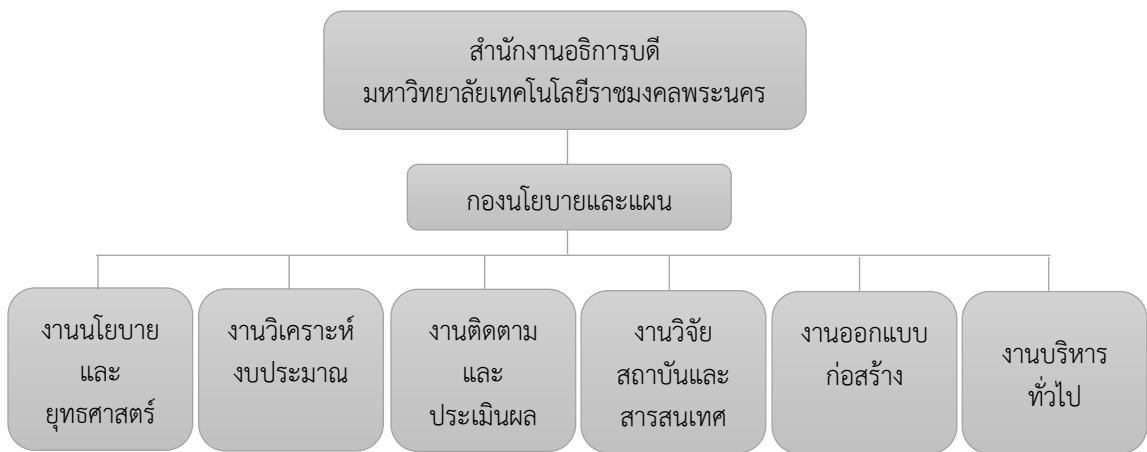 สำนักงานอธิการบดี
มหาวิทยาลัยเทคโนโลยีราชมงคลพระนคร
กองนโยบายและแผน
งานนโยบาย
และ
ยุทธศาสตร์
งานวิเคราะห์
งบประมาณ
งานติดตาม
และ
ประเมินผล
งานวิจัย
สถาบันและ
สารสนเทศ
งานออกแบบ
ก่อสร้าง
งานบริหาร
ทั่วไป